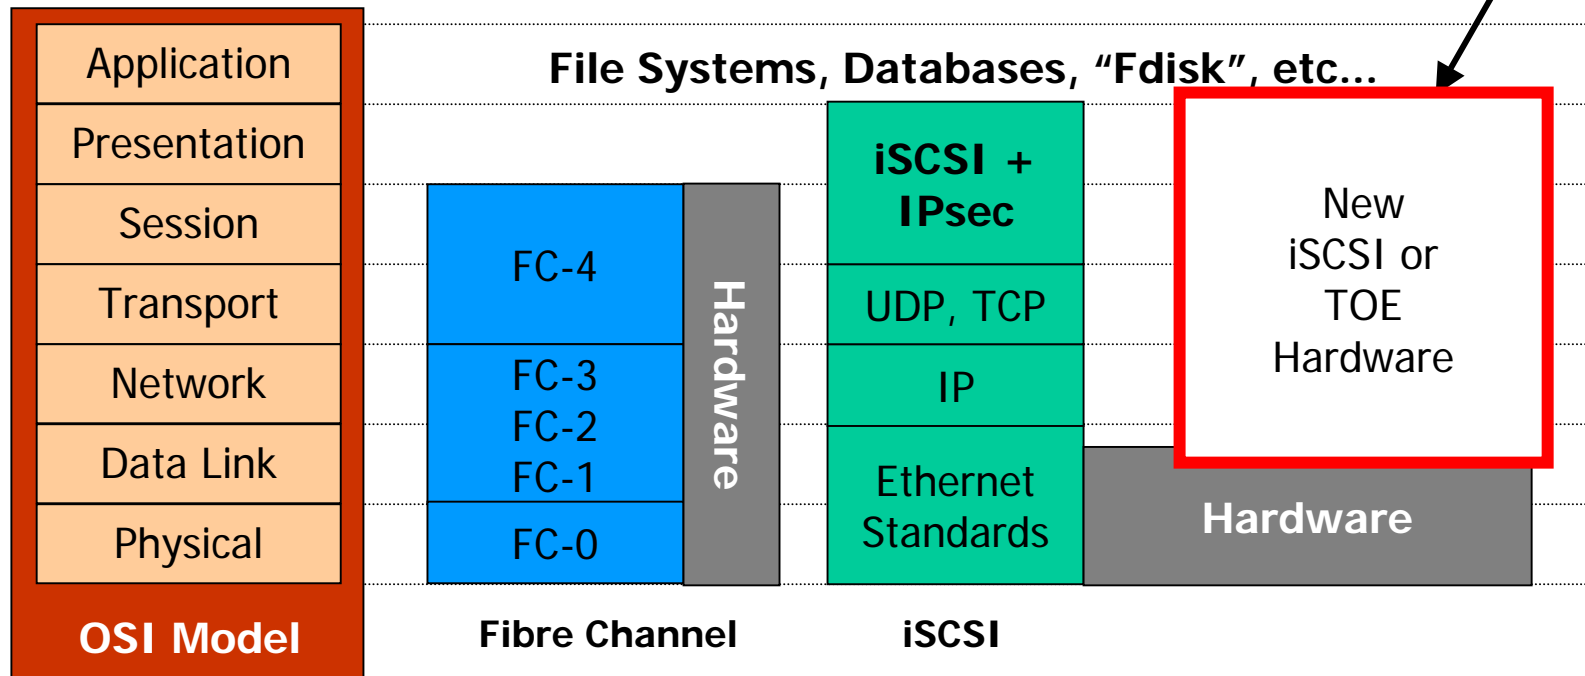 Application
Presentation
Session
Transport
Network
Data Link
Physical
OSI Model
File Systems, Databases, “Fdisk”, etc...
FC-4
FC-3
FC-2
FC-1
FC-0
Hardware
Fibre Channel
iSCSI +
IPsec
UDP, TCP
IP
Ethernet
Standards
iSCSI
New
iSCSI or
TOE
Hardware
Hardware